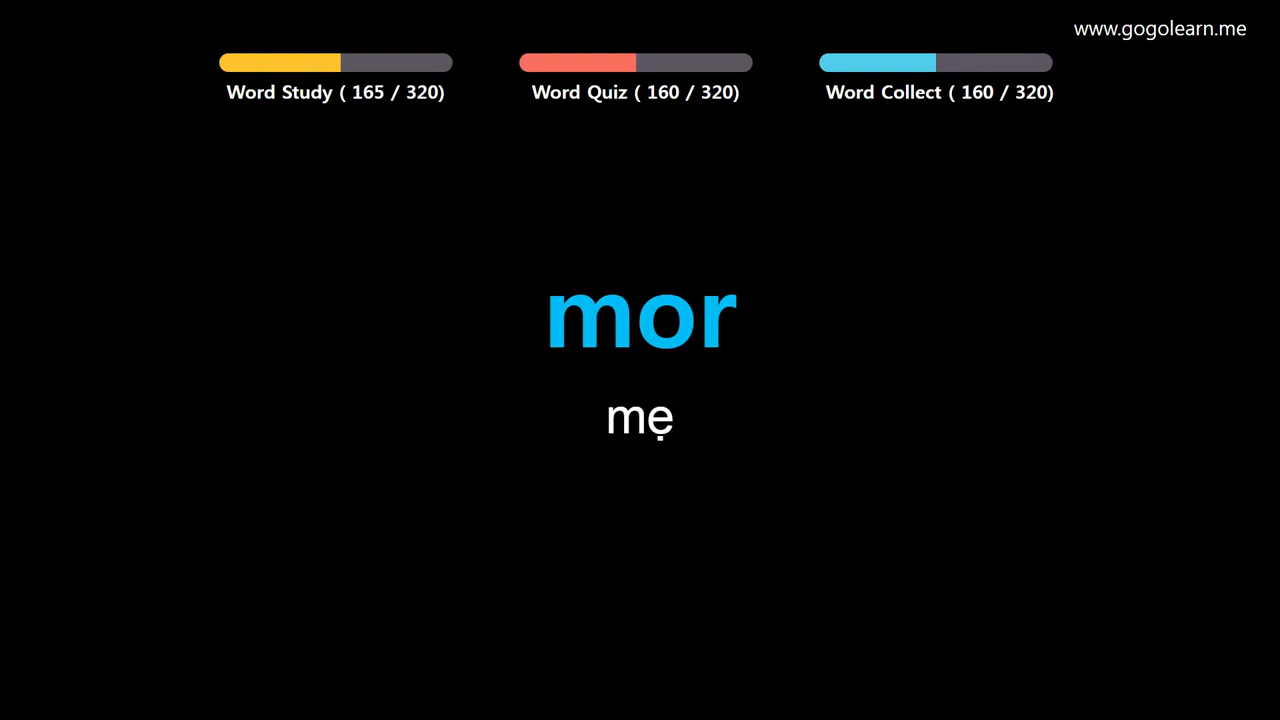 www.gogolearn.me
Word Study ( 165 / 320)
Word Quiz ( 160 / 320)
Word Collect ( 160 / 320)
mor
mẹ